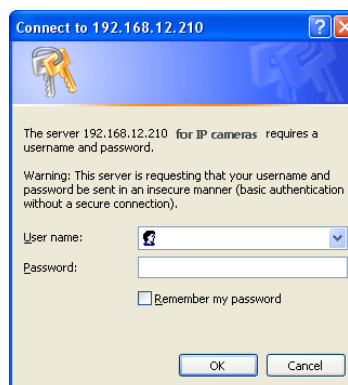 Connect to 192.168.12.210
The server 192.168.12.210 for IP cameras requires a
username and password.
Warning: This server is requesting that your username and
password be sent in an insecure manner (basic authentication
without a secure connection).
User name:
Password:
Remember my password
OK Cancel